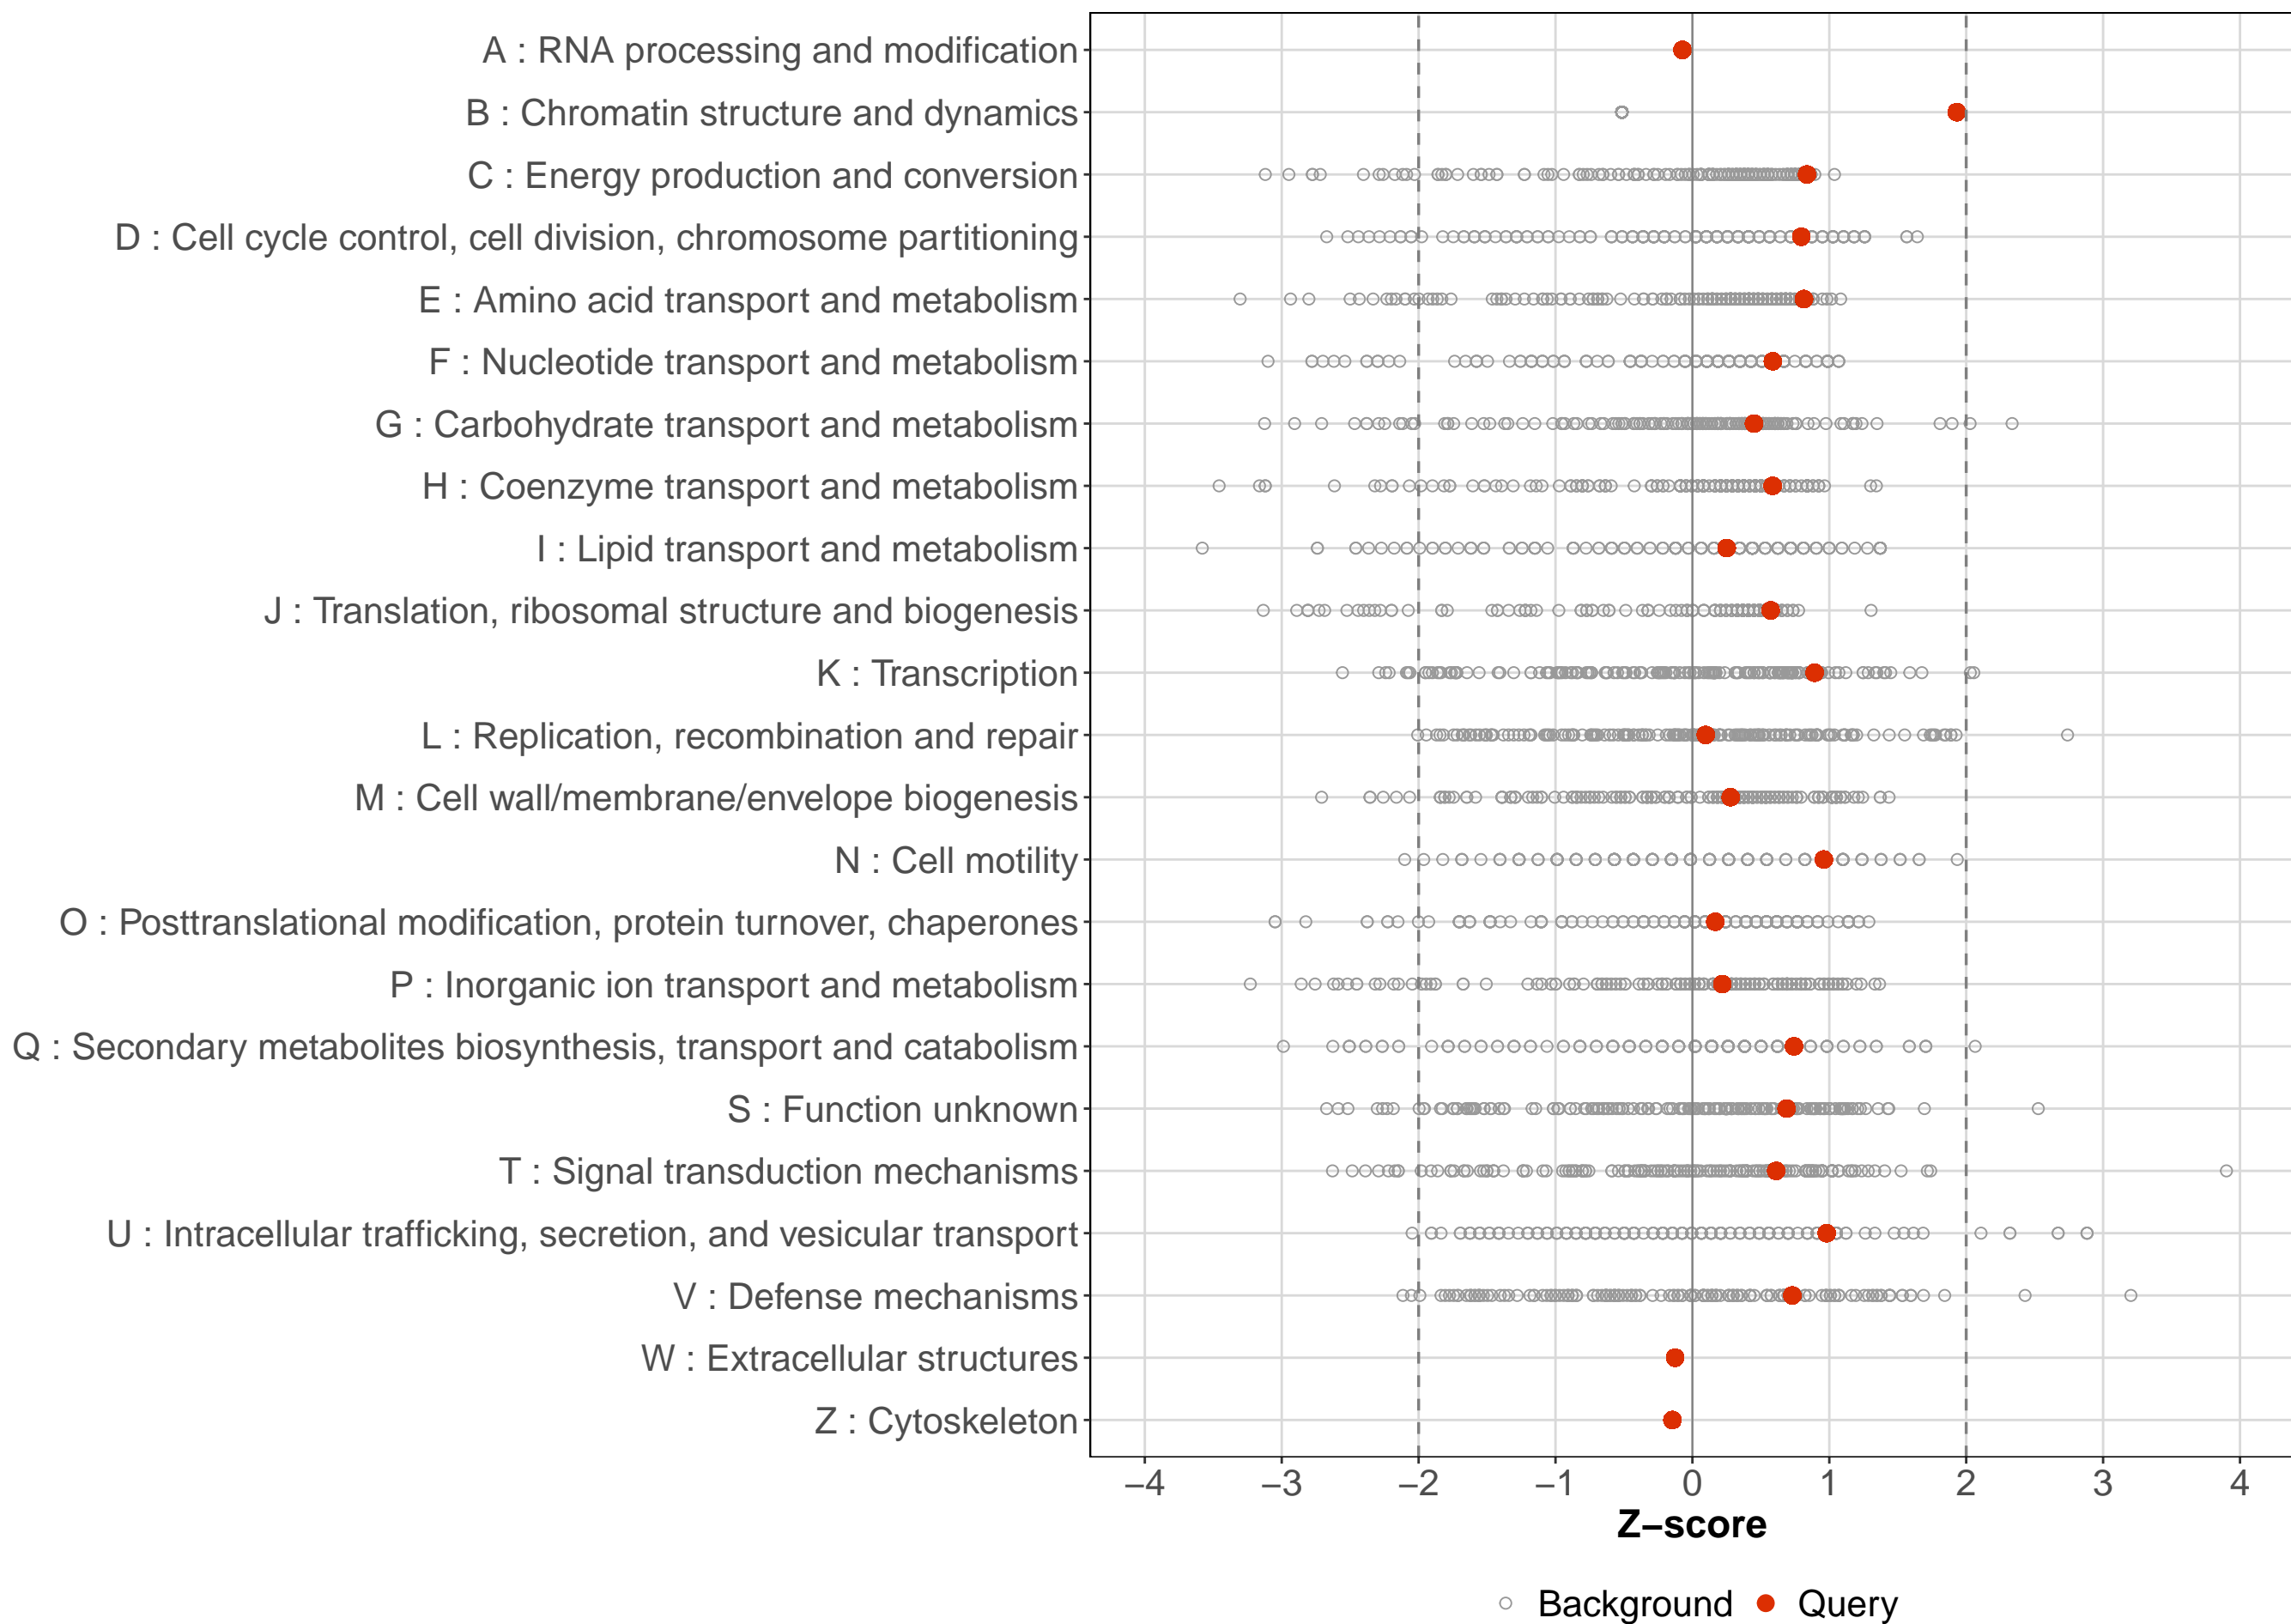 A : RNA processing and modification
B : Chromatin structure and dynamics
C : Energy production and conversion
D : Cell cycle control, cell division, chromosome partitioning
E : Amino acid transport and metabolism
F : Nucleotide transport and metabolism
G : Carbohydrate transport and metabolism
H : Coenzyme transport and metabolism
I : Lipid transport and metabolism
J : Translation, ribosomal structure and biogenesis
K : Transcription
L : Replication, recombination and repair
M : Cell wall/membrane/envelope biogenesis
N : Cell motility
O : Posttranslational modification, protein turnover, chaperones
P : Inorganic ion transport and metabolism
Q : Secondary metabolites biosynthesis, transport and catabolism
S : Function unknown
T : Signal transduction mechanisms
U : Intracellular trafficking, secretion, and vesicular transport
V : Defense mechanisms
W : Extracellular structures
Z : Cytoskeleton
−4 −3 −2 −1 0 1 2 3 4
Z−score
Background Query